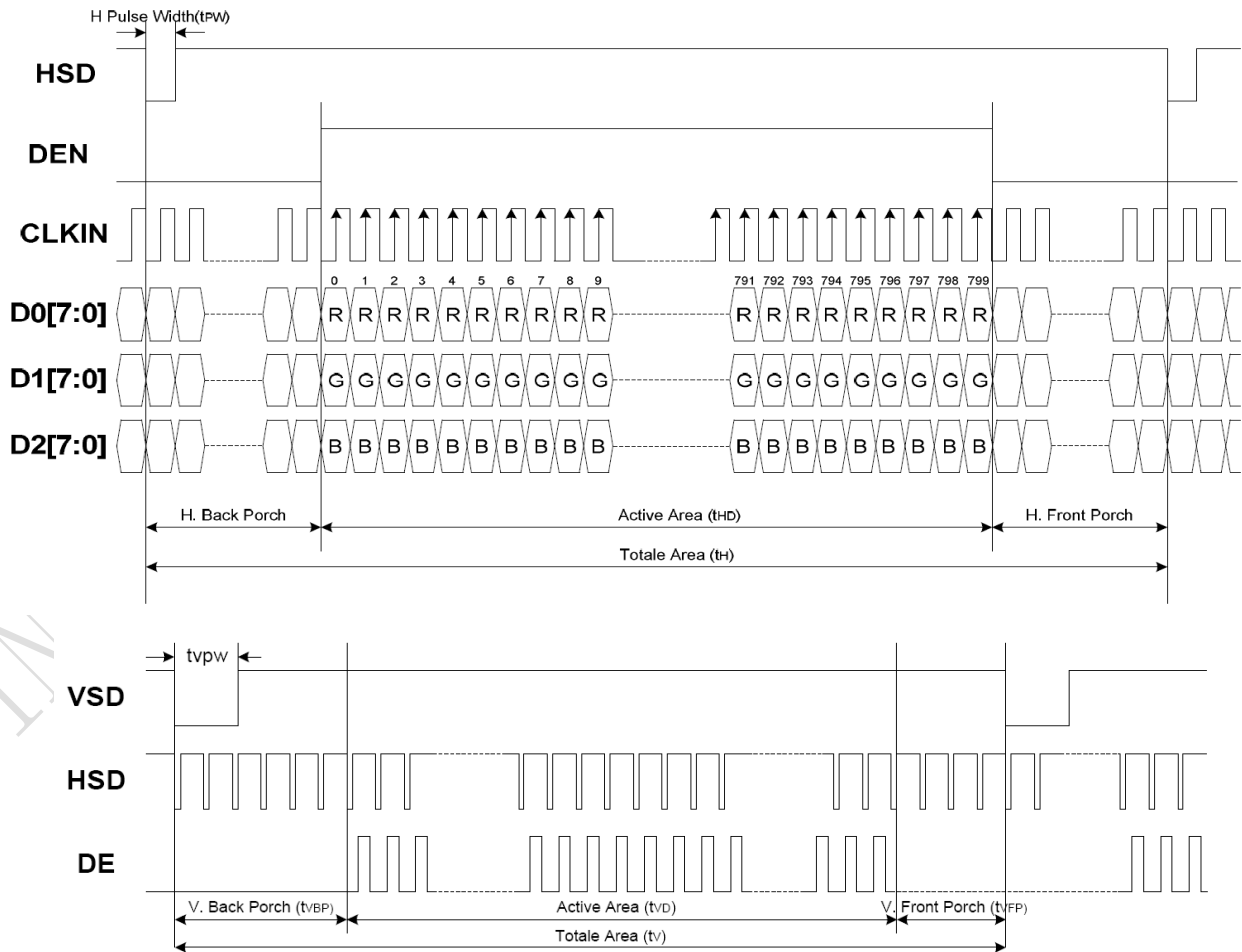 H Pulse Width(tPW)
HSD
DEN
CLKIN
0 1 2 3 4 5 6 7 8 9 791 792 793 794 795 796 797 798 799
D0[7:0] R R R R R R R R R R R R R R R R R R R
D1[7:0] G G G G G G G G G G G G G G G G G G G
D2[7:0] B B B B B B B B B B B B B B B B B B B
H. Back Porch Active Area (tHD) H. Front Porch
Totale Area (tH)
tvpw
VSD
HSD
DE
V. Back Porch (tVBP) Active Area (tVD) V. Front Porch (tVFP)
Totale Area (tV)